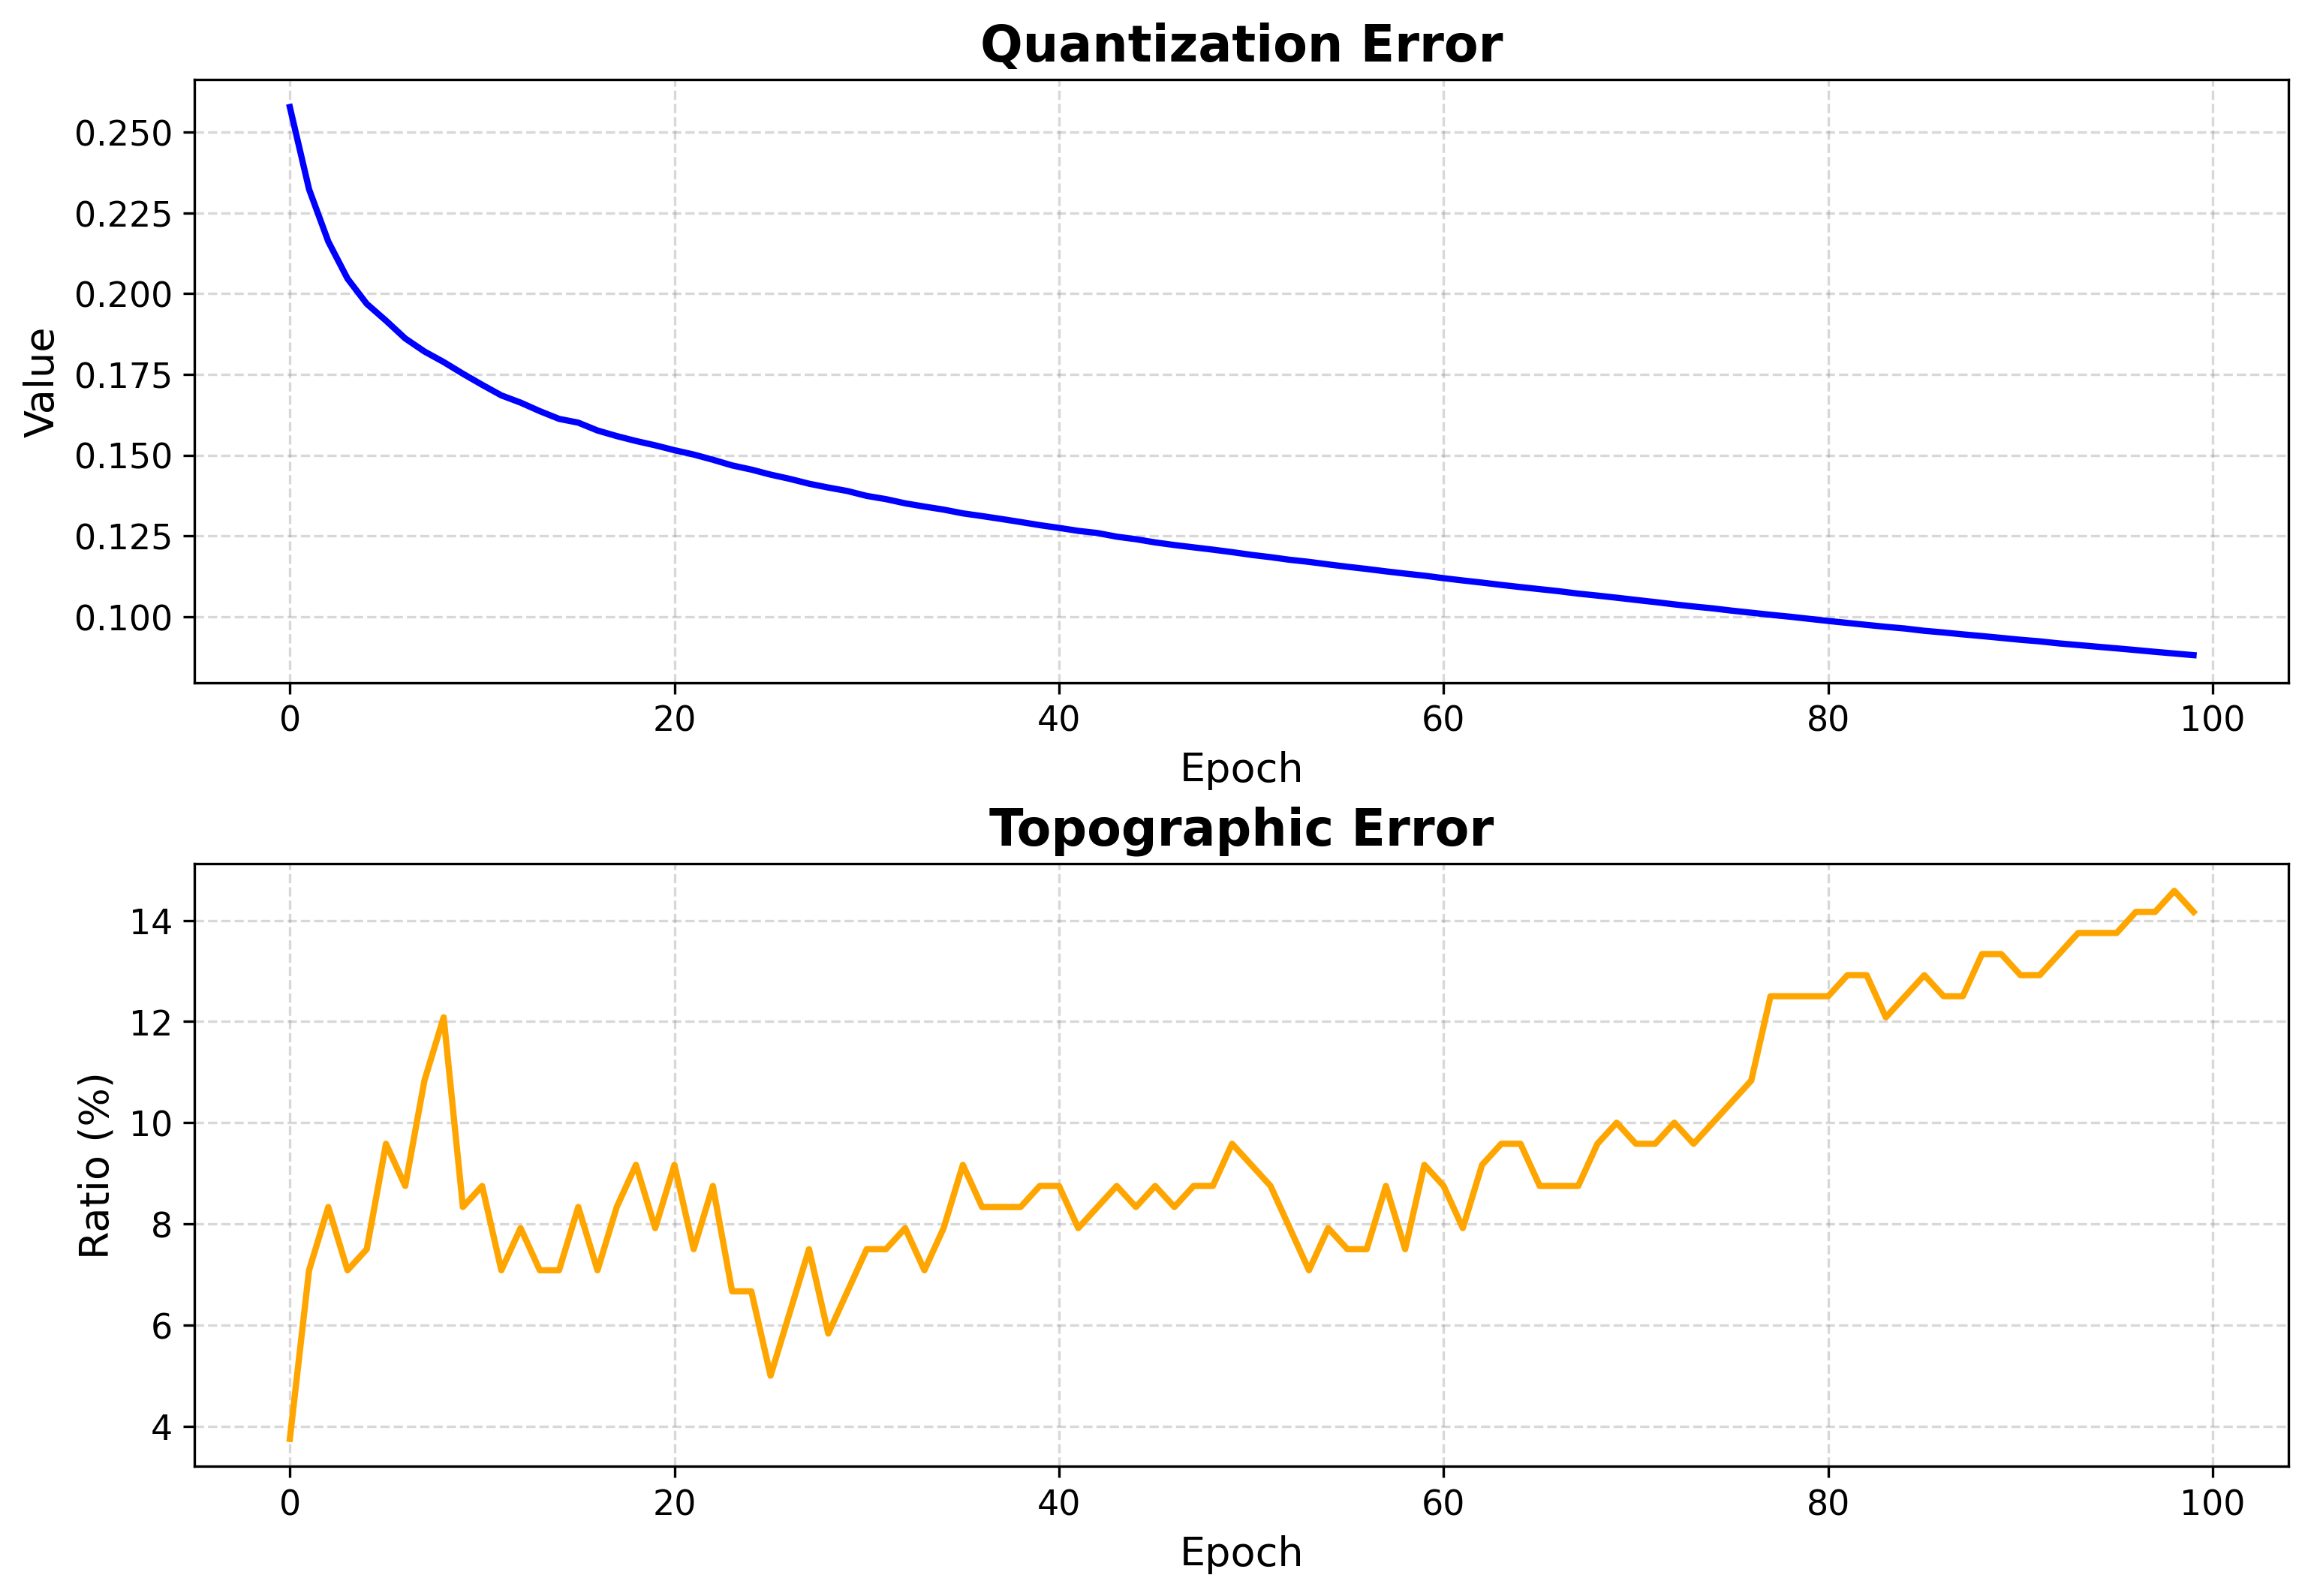 Quantization Error
0.250
0.225
0.200
0.175
0.150
0.125
0.100
Value
0 20 40 60 80 100
Epoch
Topographic Error
14
12
10
8
6
4
Ratio (%)
0 20 40 60 80 100
Epoch